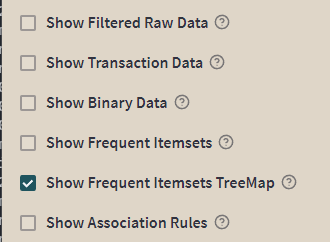 Show Filtered Raw Data
Show Transaction Data
Show Binary Data
Show Frequent Itemsets
Show Frequent Itemsets TreeMap
Show Association Rules